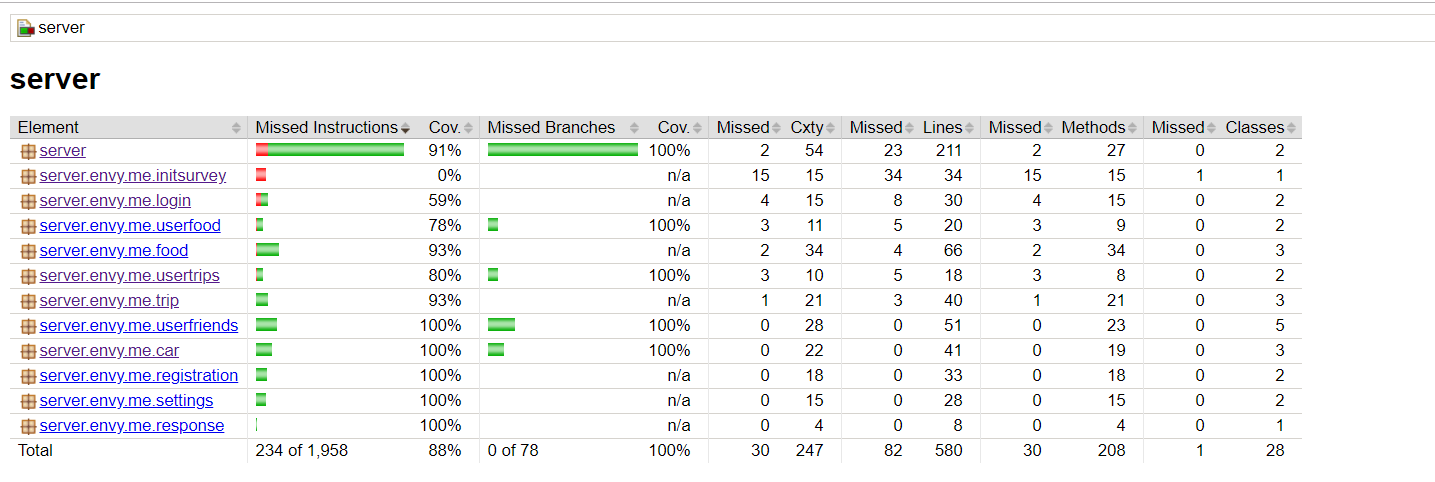 server
server
Element Missed Instructions Cov. Missed Branches Cov. Missed Cxty Missed Lines Missed Methods Missed Classes
server 91% 100% 2 54 23 211 2 27 0 2
server.envy.me.initsurvey 0% n/a 15 15 34 34 15 15 1 1
server.envy.me.login 59% n/a 4 15 8 30 4 15 0 2
server.envy.me.userfood 78% 100% 3 11 5 20 3 9 0 2
server.envy.me.food 93% n/a 2 34 4 66 2 34 0 3
server.envy.me.usertrips 80% 100% 3 10 5 18 3 8 0 2
server.envy.me.trip 93% n/a 1 21 3 40 1 21 0 3
server.envy.me.userfriends 100% 100% 0 28 0 51 0 23 0 5
server.envy.me.car 100% 100% 0 22 0 41 0 19 0 3
server.envy.me.registration 100% n/a 0 18 0 33 0 18 0 2
server.envy.me.settings 100% n/a 0 15 0 28 0 15 0 2
server.envy.me.response 100% n/a 0 4 0 8 0 4 0 1
Total 234 of 1,958 88% 0 of 78 100% 30 247 82 580 30 208 1 28